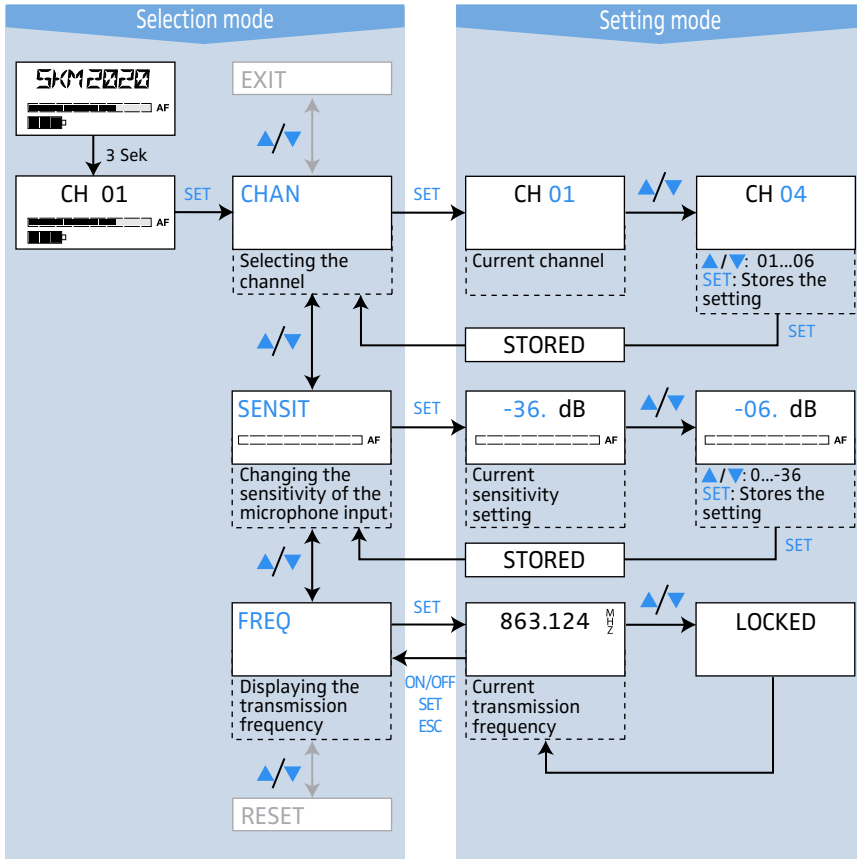 Selection mode
Setting mode
SKM2020
AF
EXIT
▲/▼
3 Sek
CH 01
AF
SET
CHAN
SET
CH 01
▲/▼
CH 04
Selecting the
channel
Current channel
▲/▼: 01...06
SET: Stores the
setting
▲/▼
STORED
SET
SENSIT
AF
SET
-36. dB
AF
▲/▼
-06. dB
AF
Changing the
sensitivity of the
microphone input
Current
sensitivity
setting
▲/▼: 0...-36
SET: Stores the
setting
▲/▼
STORED
SET
FREQ
SET
863.124 MHZ
▲/▼
LOCKED
ON/OFF
SET
ESC
Displaying the
transmission
frequency
Current
transmission
frequency
▲/▼
RESET